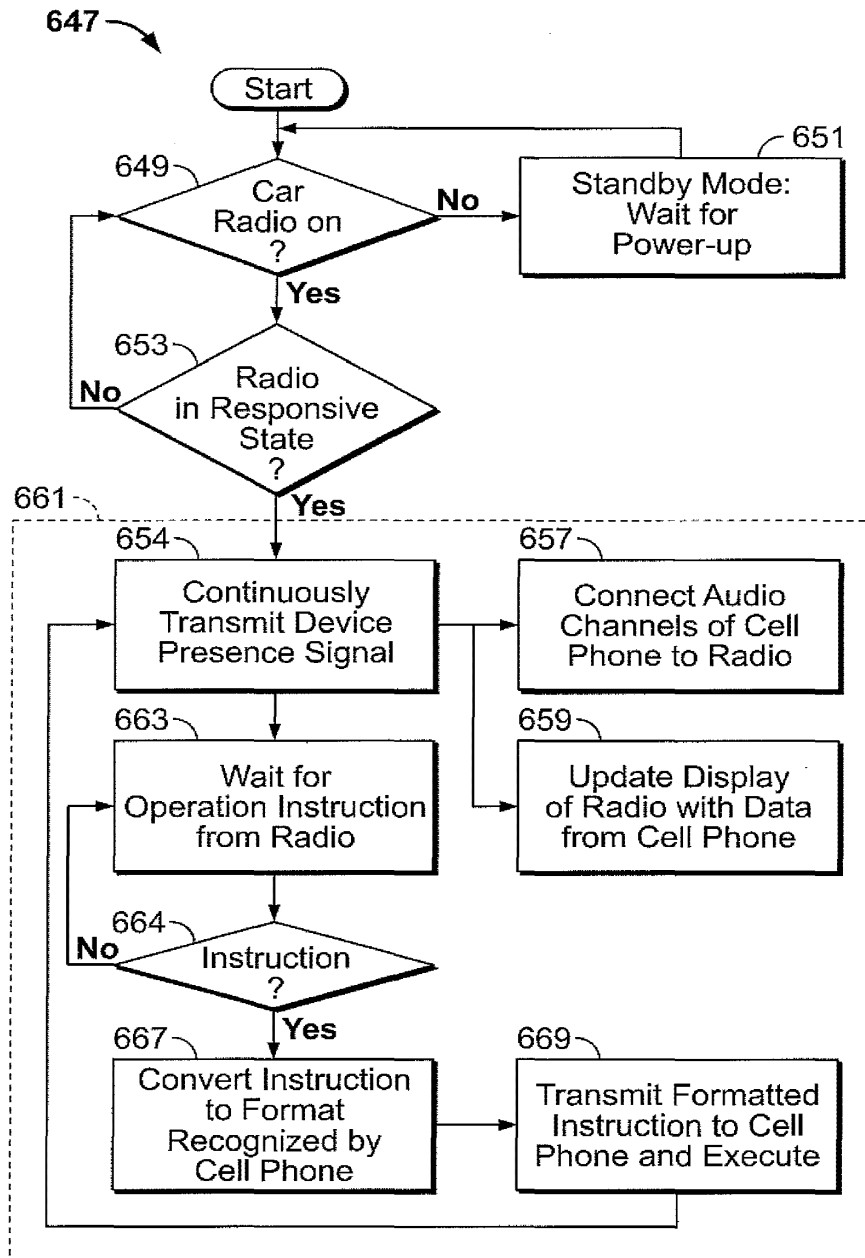 647
Start
649
Car
Radio on
?
No
651
Standby Mode:
Wait for
Power-up
Yes
653
No
Radio
in Responsive
State
?
Yes
661
654
Continuously
Transmit Device
Presence Signal
657
Connect Audio
Channels of Cell
Phone to Radio
663
Wait for
Operation Instruction
from Radio
659
Update Display
of Radio with Data
from Cell Phone
664
No
Instruction
?
Yes
667
Convert Instruction
to Format
Recognized by
Cell Phone
669
Transmit Formatted
Instruction to Cell
Phone and Execute